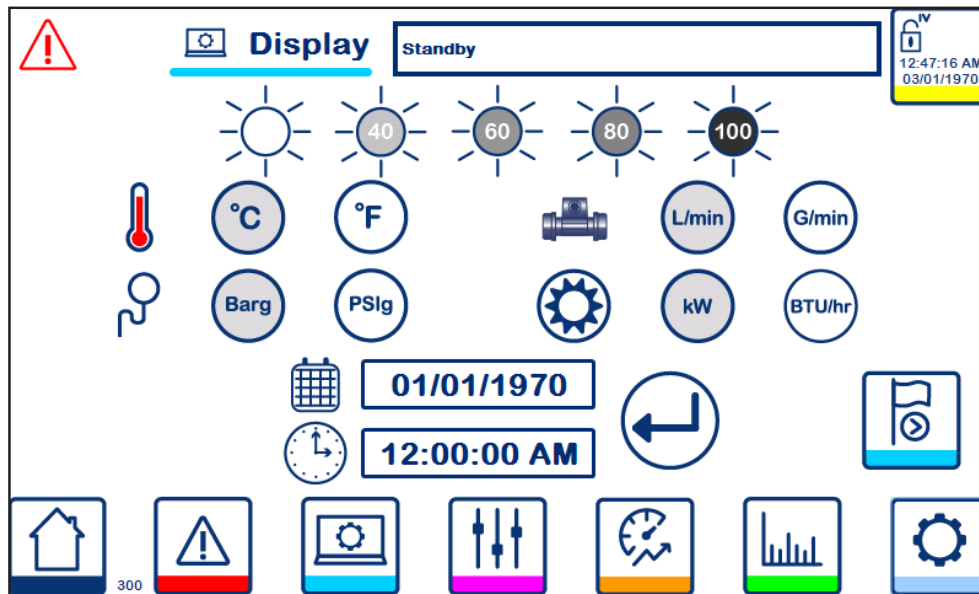 Display
Standby
IV
12:47:16 AM
03/01/1970
40
60
80
100
°C
°F
L/min
G/min
Barg
PSIg
kW
BTU/hr
01/01/1970
12:00:00 AM
300